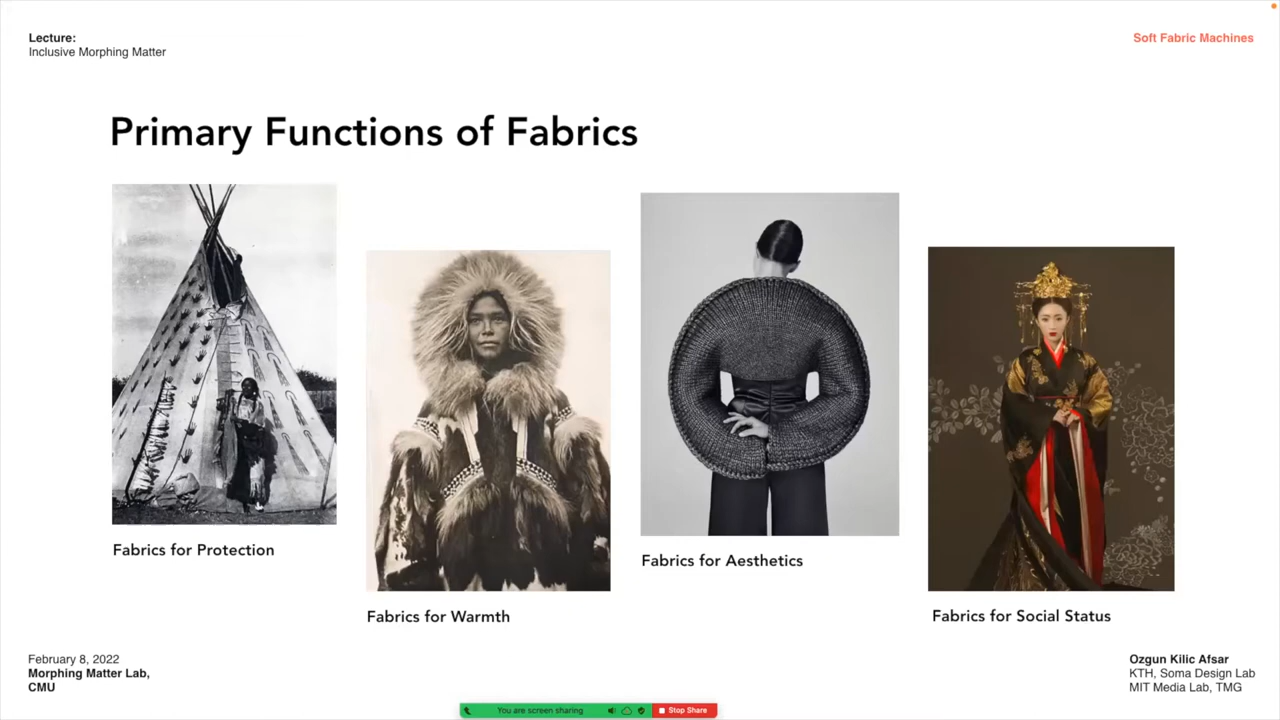 Lecture:
Inclusive Morphing Matter
Soft Fabric Machines
Primary Functions of Fabrics
Fabrics for Protection
Fabrics for Warmth
Fabrics for Aesthetics
Fabrics for Social Status
February 8, 2022
Morphing Matter Lab,
CMU
Ozgun Kilic Afsar
KTH, Soma Design Lab
MIT Media Lab, TMG
You are screen sharing
Stop Share